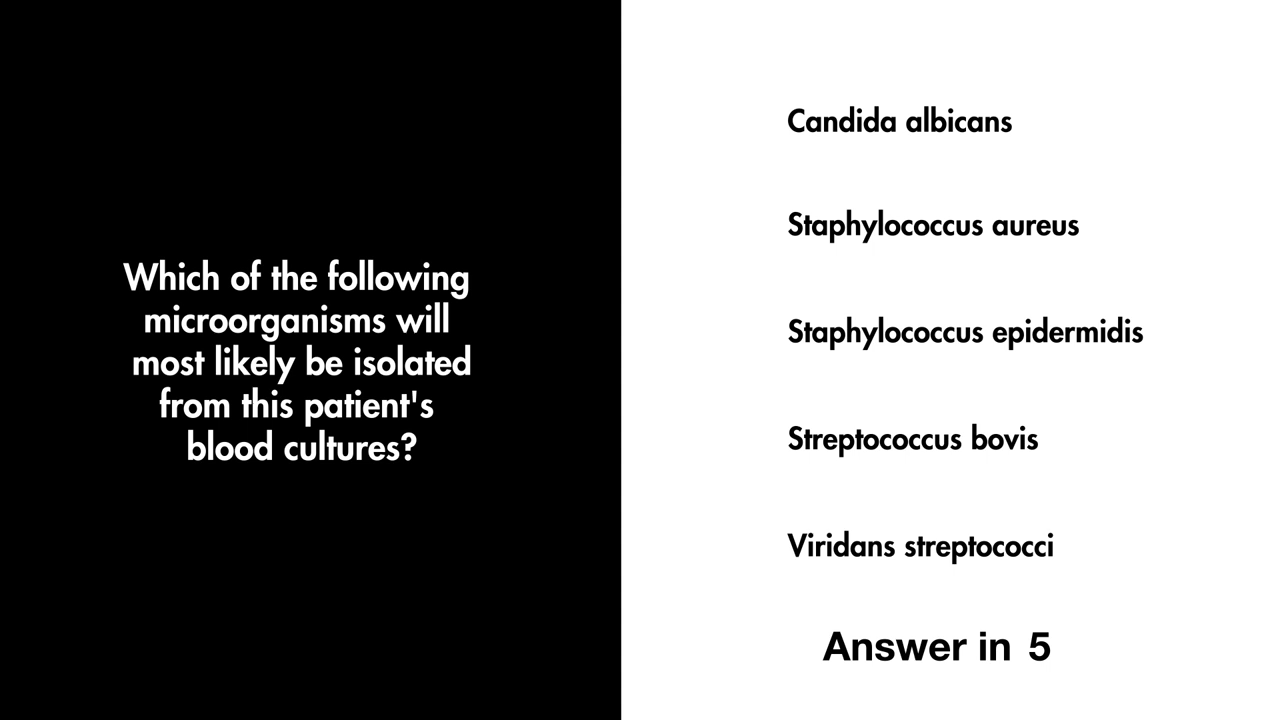 Which of the following
microorganisms will
most likely be isolated
from this patient's
blood cultures?
Candida albicans
Staphylococcus aureus
Staphylococcus epidermidis
Streptococcus bovis
Viridans streptococci
Answer in 5